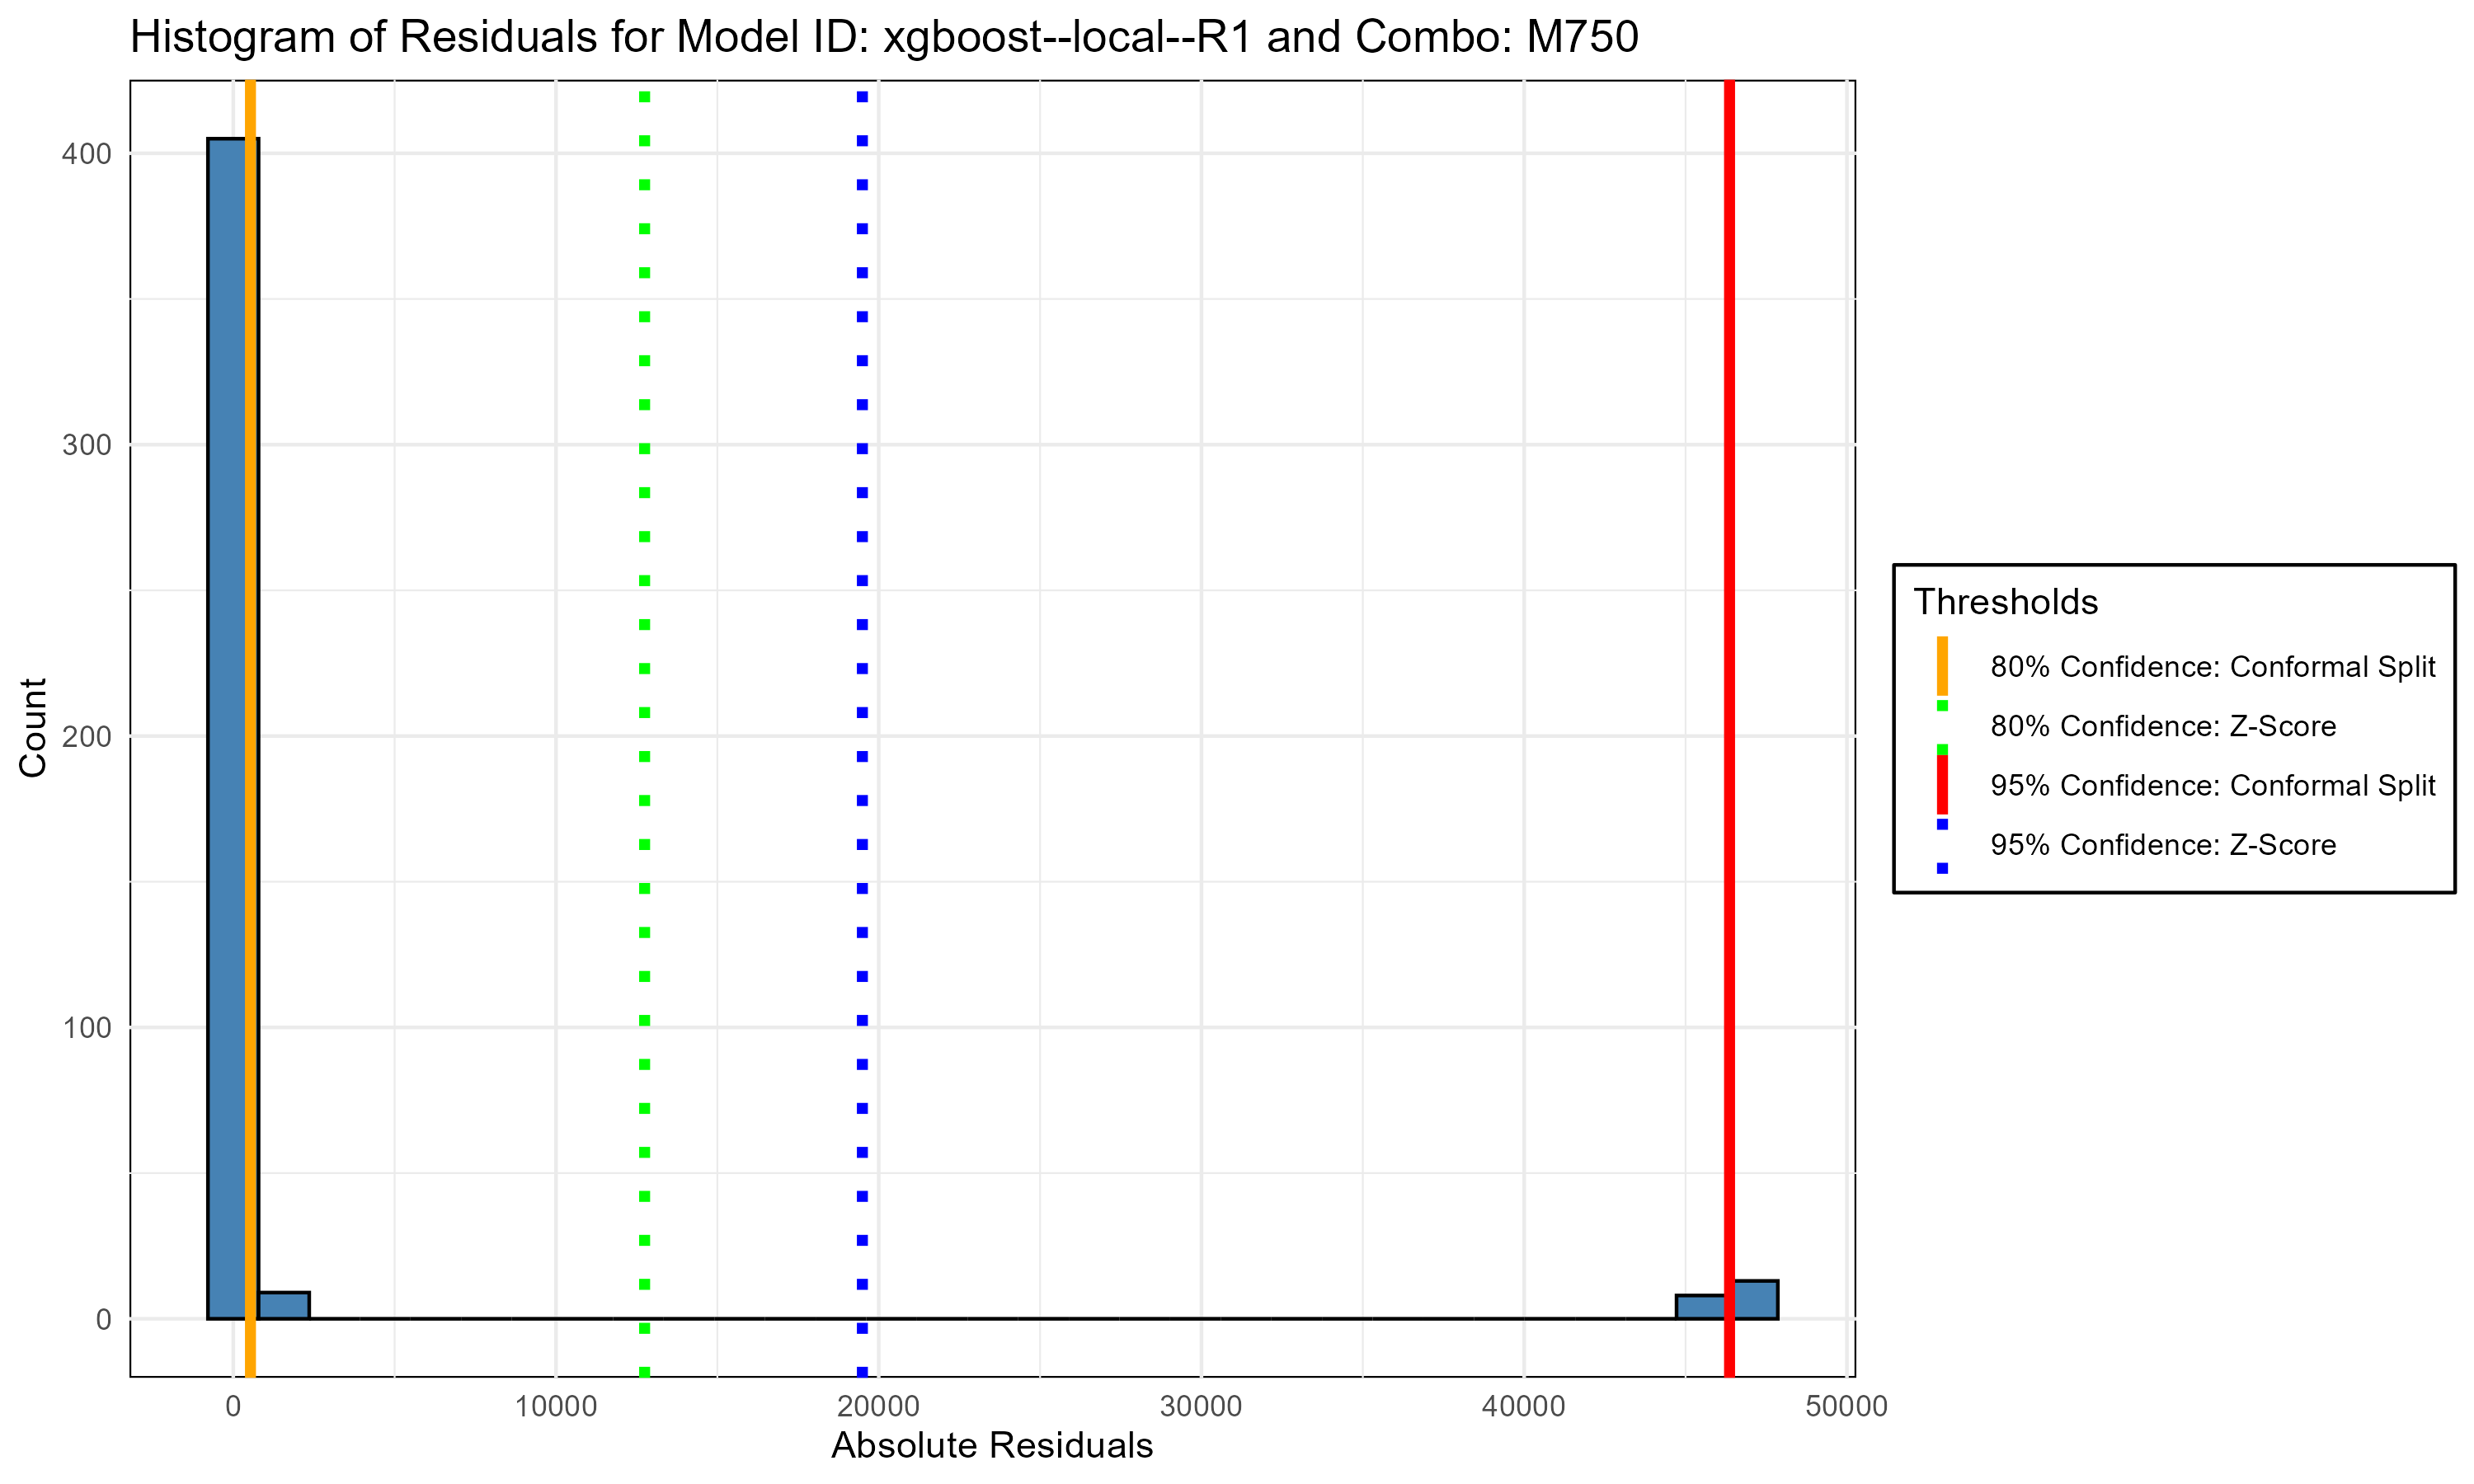 Histogram of Residuals for Model ID: xgboost--local--R1 and Combo: M750
400
300
200
100
0
Count
0 10000 20000 30000 40000 50000
Absolute Residuals
Thresholds
80% Confidence: Conformal Split
80% Confidence: Z-Score
95% Confidence: Conformal Split
95% Confidence: Z-Score